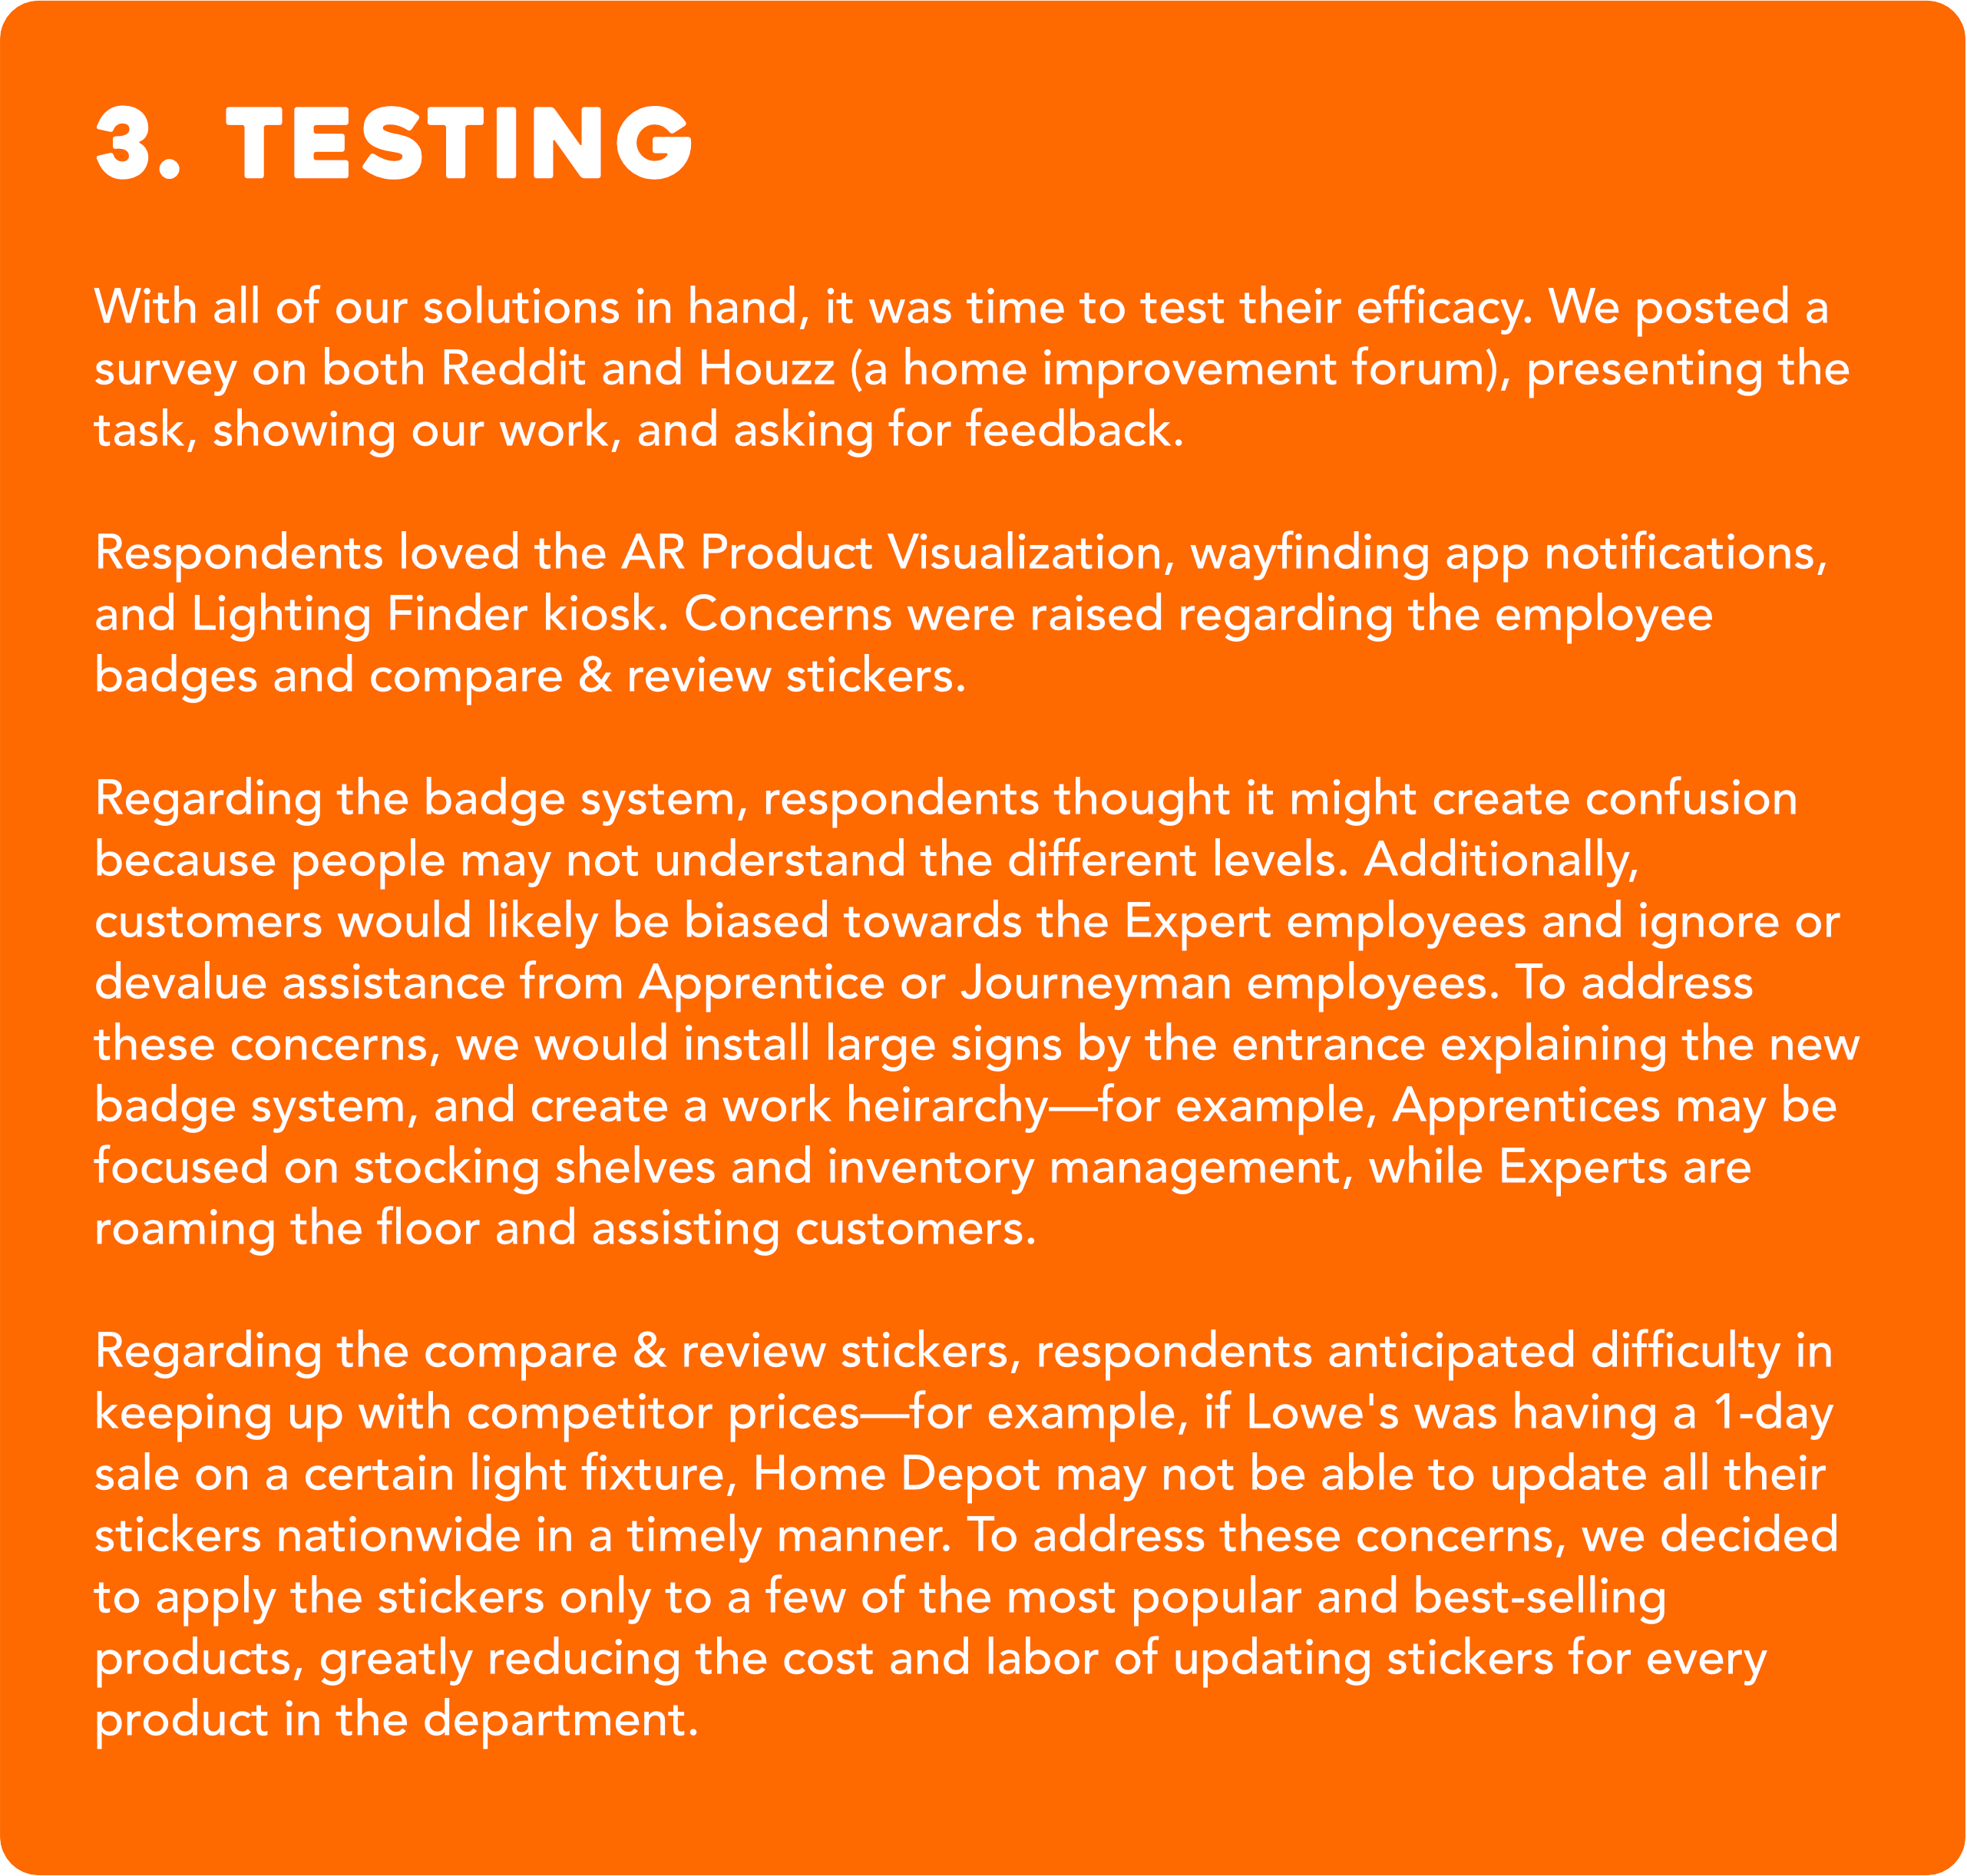 3. TESTING
With all of our solutions in hand, it was time to test their efficacy. We posted a
survey on both Reddit and Houzz (a home improvement forum), presenting the
task, showing our work, and asking for feedback.
Respondents loved the AR Product Visualization, wayfinding app notifications,
and Lighting Finder kiosk. Concerns were raised regarding the employee
badges and compare & review stickers.
Regarding the badge system, respondents thought it might create confusion
because people may not understand the different levels. Additionally,
customers would likely be biased towards the Expert employees and ignore or
devalue assistance from Apprentice or Journeyman employees. To address
these concerns, we would install large signs by the entrance explaining the new
badge system, and create a work heirarchy—for example, Apprentices may be
focused on stocking shelves and inventory management, while Experts are
roaming the floor and assisting customers.
Regarding the compare & review stickers, respondents anticipated difficulty in
keeping up with competitor prices—for example, if Lowe's was having a 1-day
sale on a certain light fixture, Home Depot may not be able to update all their
stickers nationwide in a timely manner. To address these concerns, we decided
to apply the stickers only to a few of the most popular and best-selling
products, greatly reducing the cost and labor of updating stickers for every
product in the department.